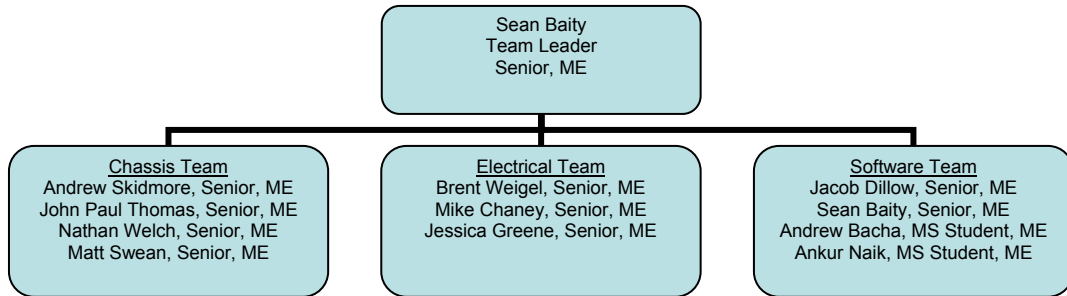 Sean Baity
Team Leader
Senior, ME
Chassis Team
Andrew Skidmore, Senior, ME
John Paul Thomas, Senior, ME
Nathan Welch, Senior, ME
Matt Swean, Senior, ME
Electrical Team
Brent Weigel, Senior, ME
Mike Chaney, Senior, ME
Jessica Greene, Senior, ME
Software Team
Jacob Dillow, Senior, ME
Sean Baity, Senior, ME
Andrew Bacha, MS Student, ME
Ankur Naik, MS Student, ME